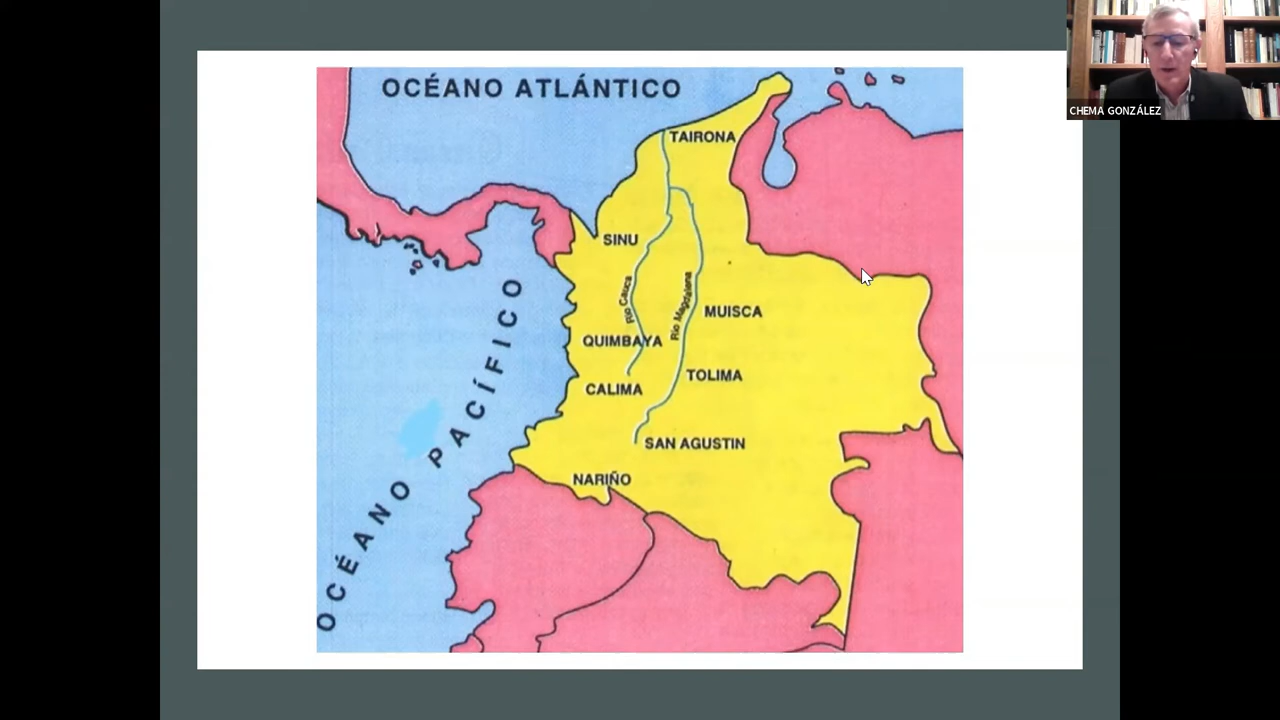 OCÉANO ATLÁNTICO
CHEMA GONZÁLEZ
TAIRONA
SINU
Río Cauca
Río Magdalena
MUISCA
QUIMBAYA
TOLIMA
CALIMA
SAN AGUSTIN
NARIÑO
OCÉANO PACÍFICO